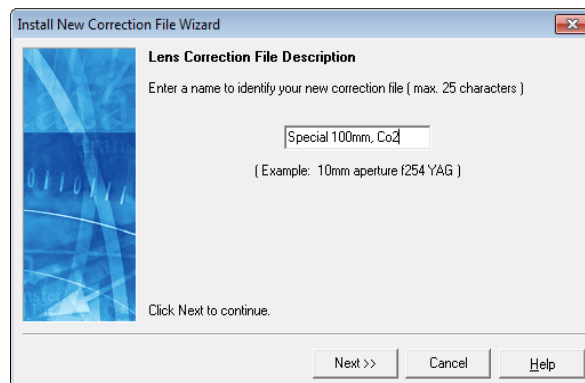 Install New Correction File Wizard
Lens Correction File Description
Enter a name to identify your new correction file ( max. 25 characters )
Special 100mm, Co2
( Example:  10mm aperture f254 YAG )
Click Next to continue.
Next >> Cancel Help